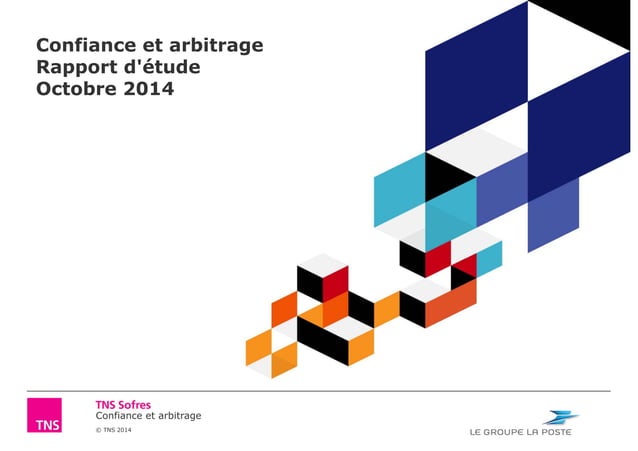 Confiance et arbitrage
Rapport d'étude
Octobre 2014
TNS
TNS Sofres
Confiance et arbitrage
© TNS 2014
LE GROUPE LA POSTE